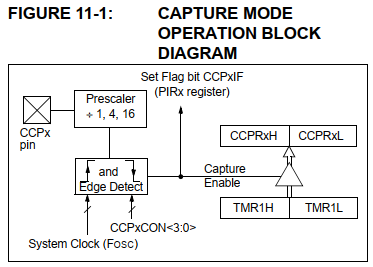 FIGURE 11-1: CAPTURE MODE
OPERATION BLOCK
DIAGRAM
Set Flag bit CCPxIF
(PIRx register)
Prescaler
÷ 1, 4, 16
CCPx
pin
CCPRxH CCPRxL
and
Edge Detect
Capture
Enable
TMR1H TMR1L
CCPxCON<3:0>
System Clock (Fosc)